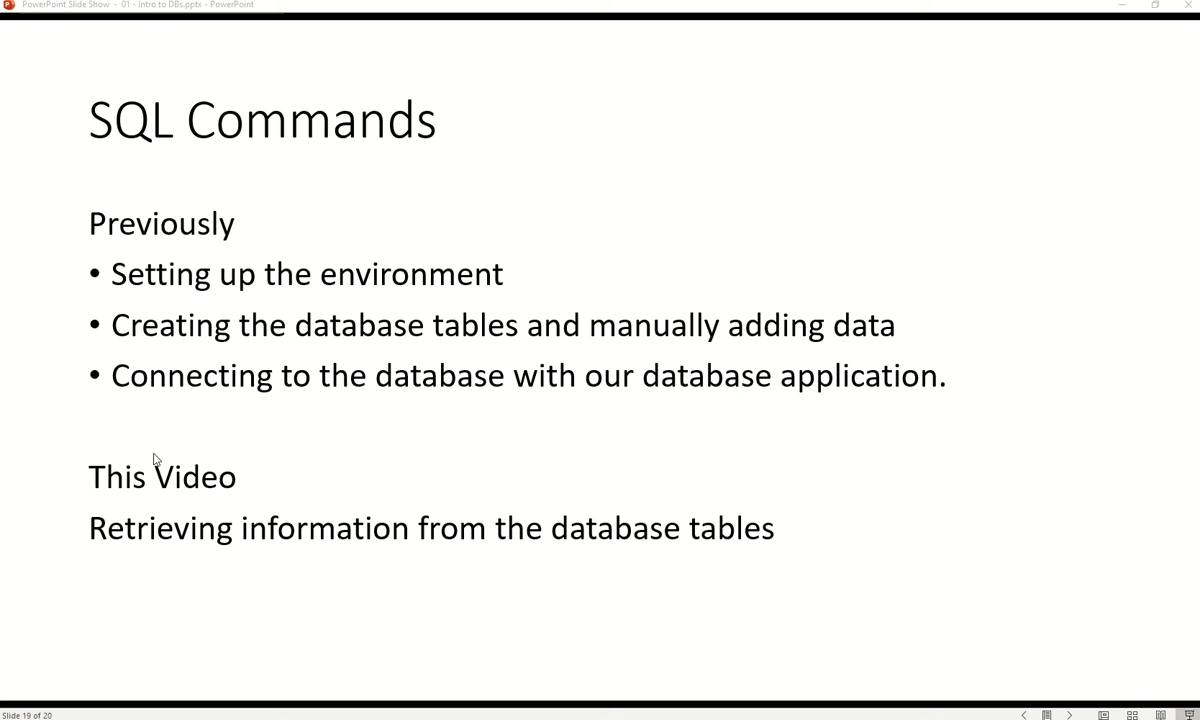 PowerPoint Slide Show - 01 - Intro to DBs.pptx - PowerPoint
SQL Commands
Previously
• Setting up the environment
• Creating the database tables and manually adding data
• Connecting to the database with our database application.
This Video
Retrieving information from the database tables
Slide 19 of 20